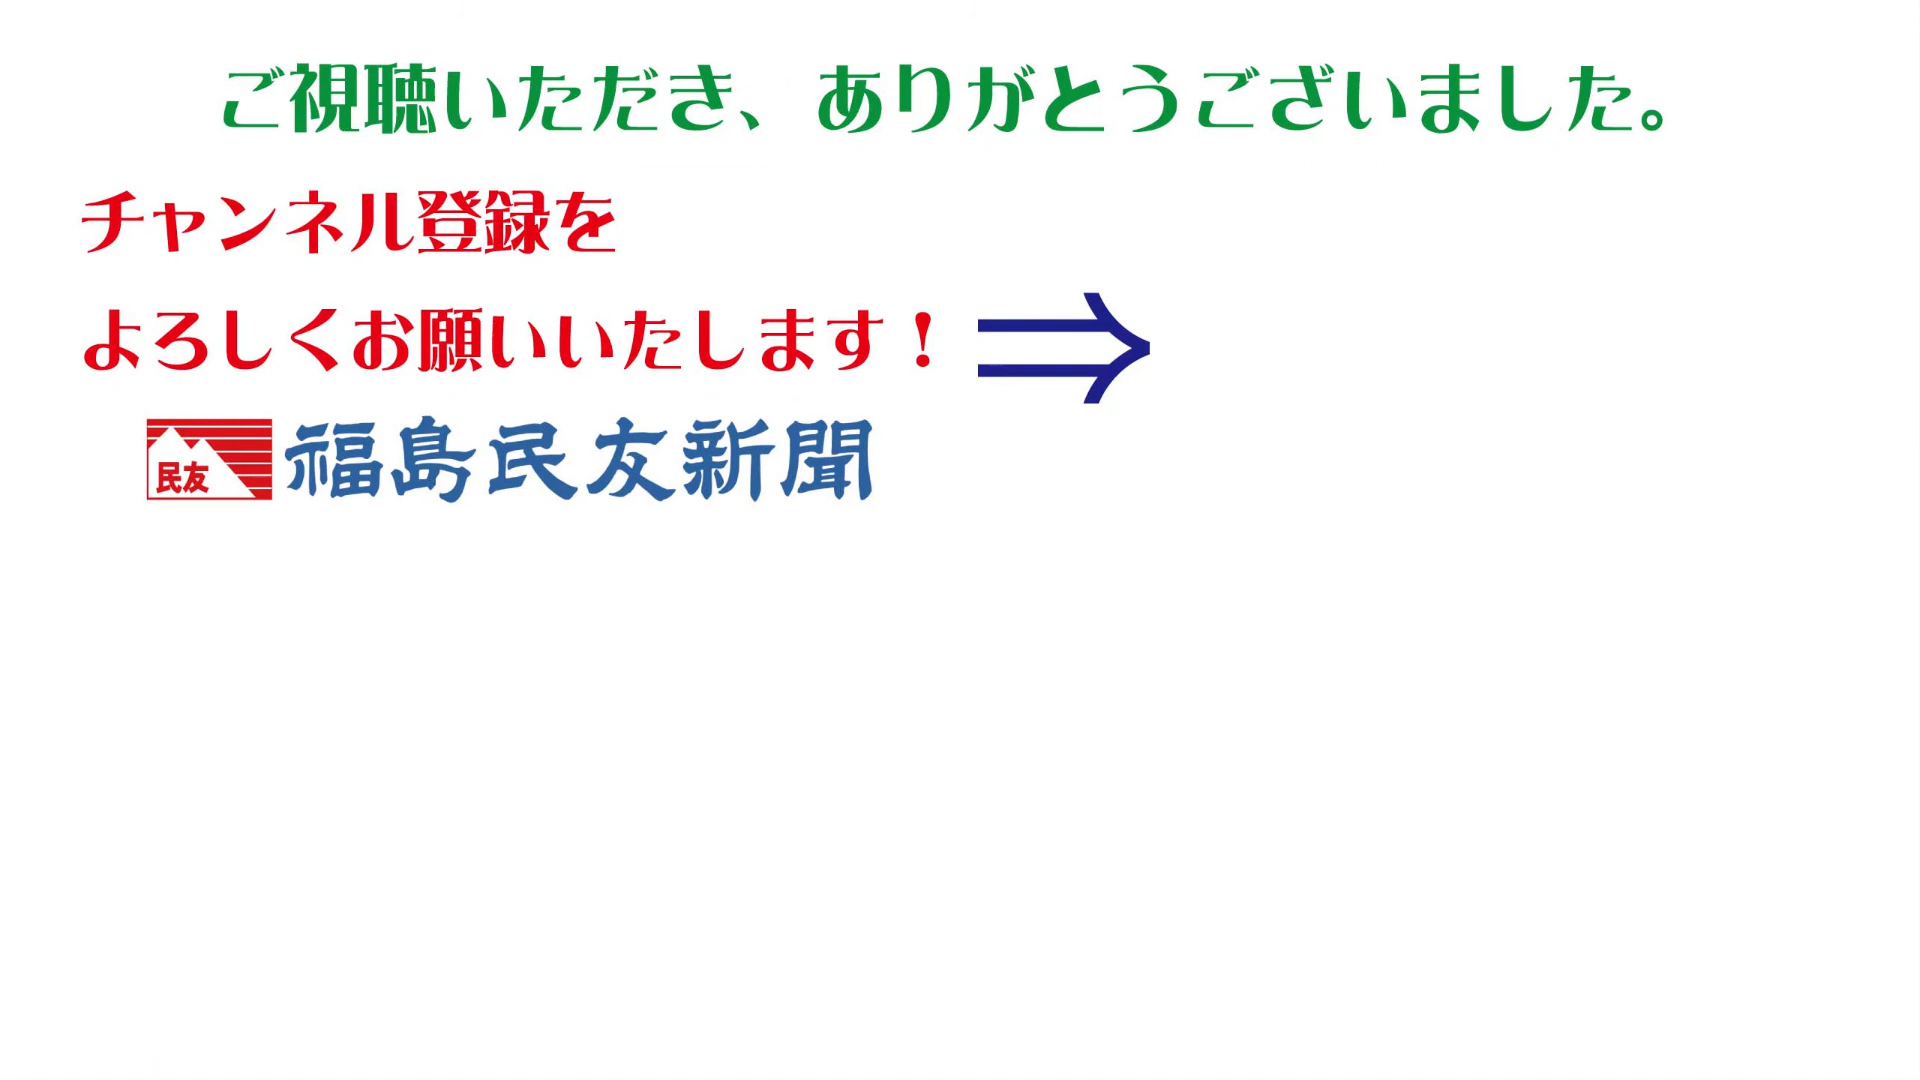 ご視聴いただき、ありがとうございました。
チャンネル登録を
よろしくお願いいたします！⇒
民友 福島民友新聞